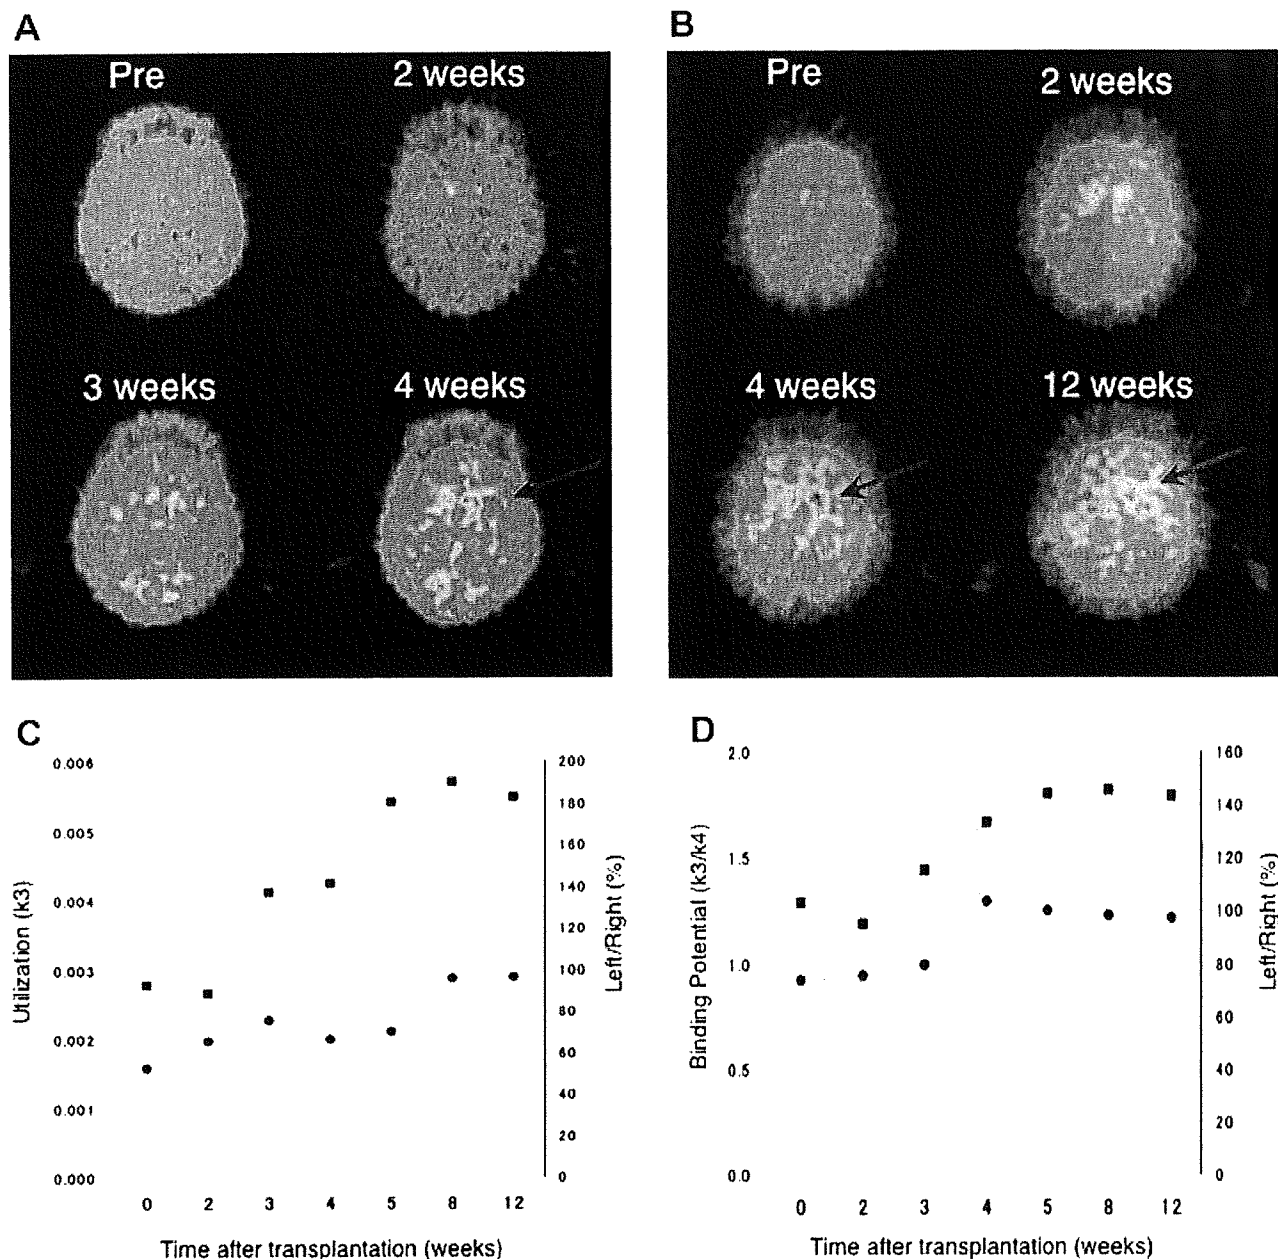 A
Pre
2 weeks
3 weeks
4 weeks
B
Pre
2 weeks
4 weeks
12 weeks
C
0.006
0.005
0.004
0.003
0.002
0.001
0.000
Utilization (k3)
200
180
160
140
120
100
80
60
40
20
0
Left/Right (%)
0 2 3 4 5 8 12
Time after transplantation (weeks)
D
2.0
1.5
1.0
0.5
0.0
Binding Potential (k3/k4)
160
140
120
100
80
60
40
20
0
Left/Right (%)
0 2 3 4 5 8 12
Time after transplantation (weeks)